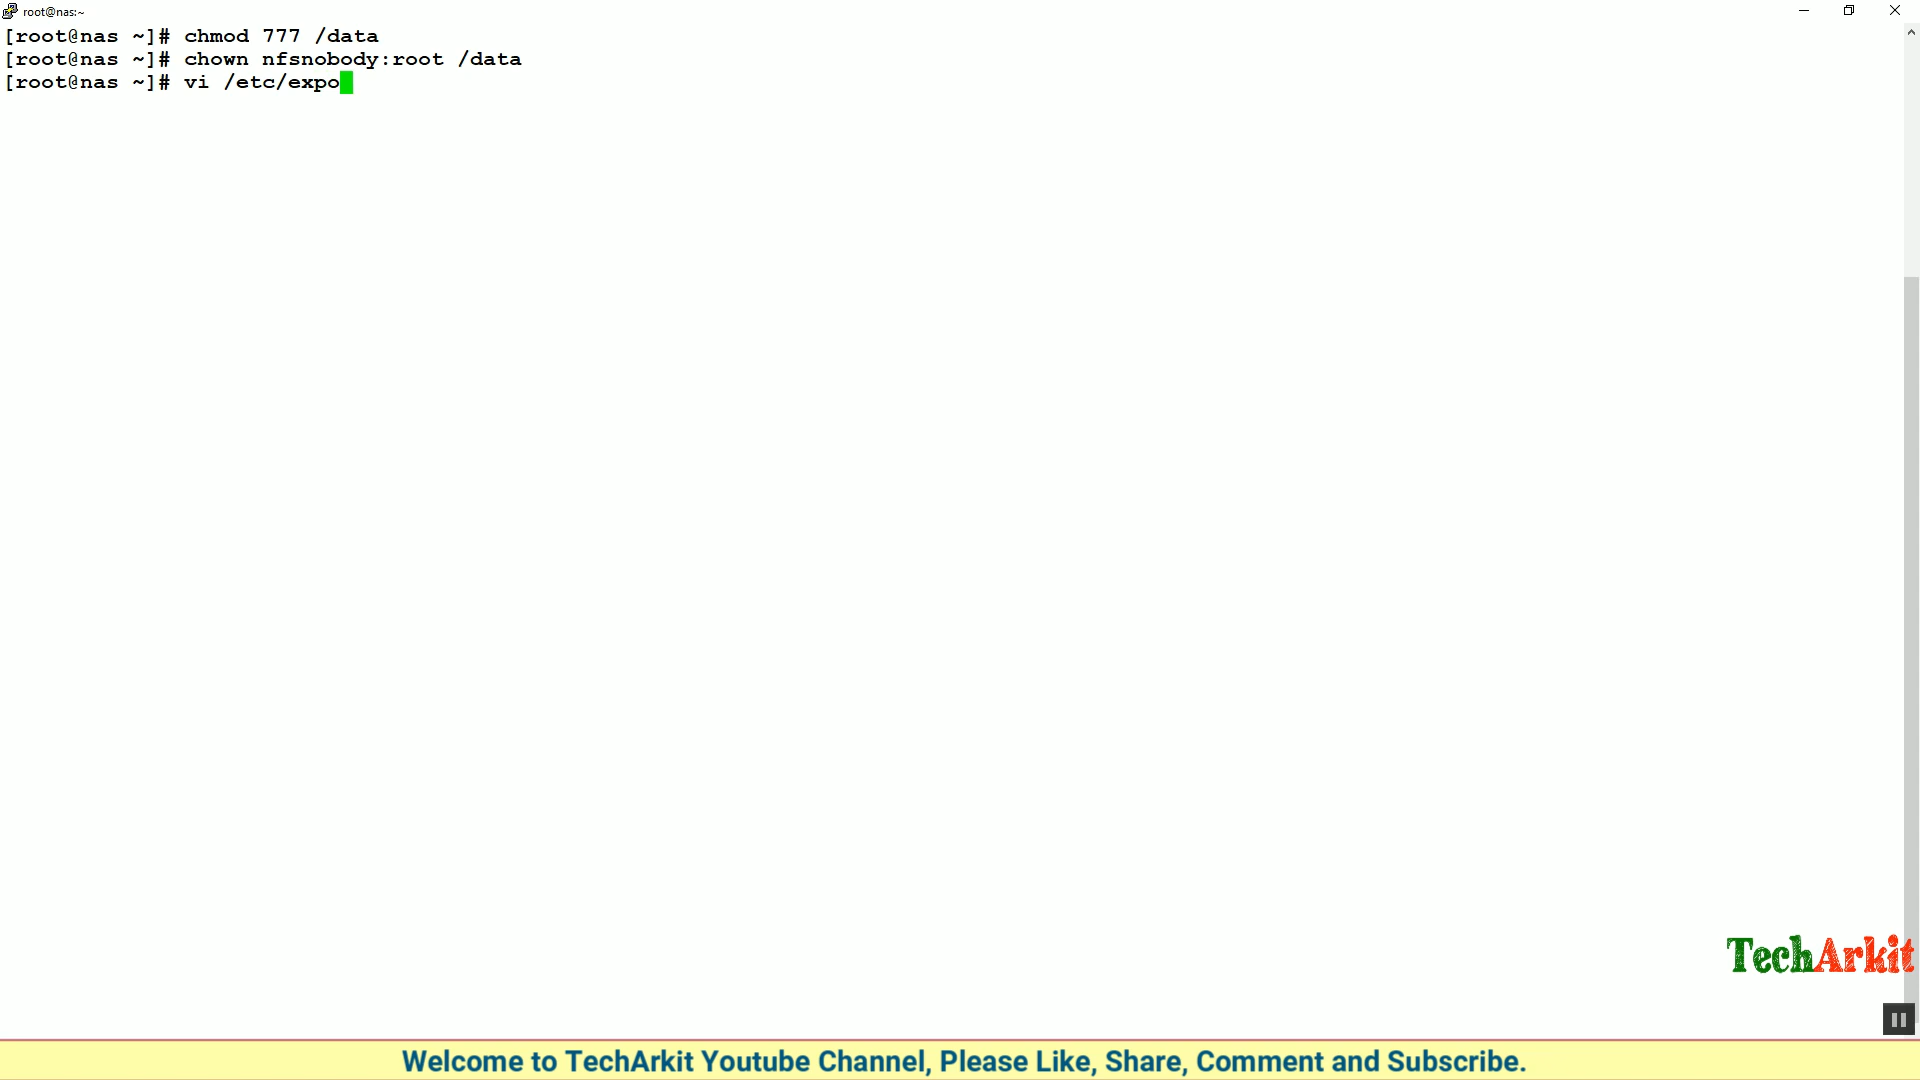 root@nas:~
[root@nas ~]# chmod 777 /data
[root@nas ~]# chown nfsnobody:root /data
[root@nas ~]# vi /etc/expo
TechArkit
Welcome to TechArkit Youtube Channel, Please Like, Share, Comment and Subscribe.